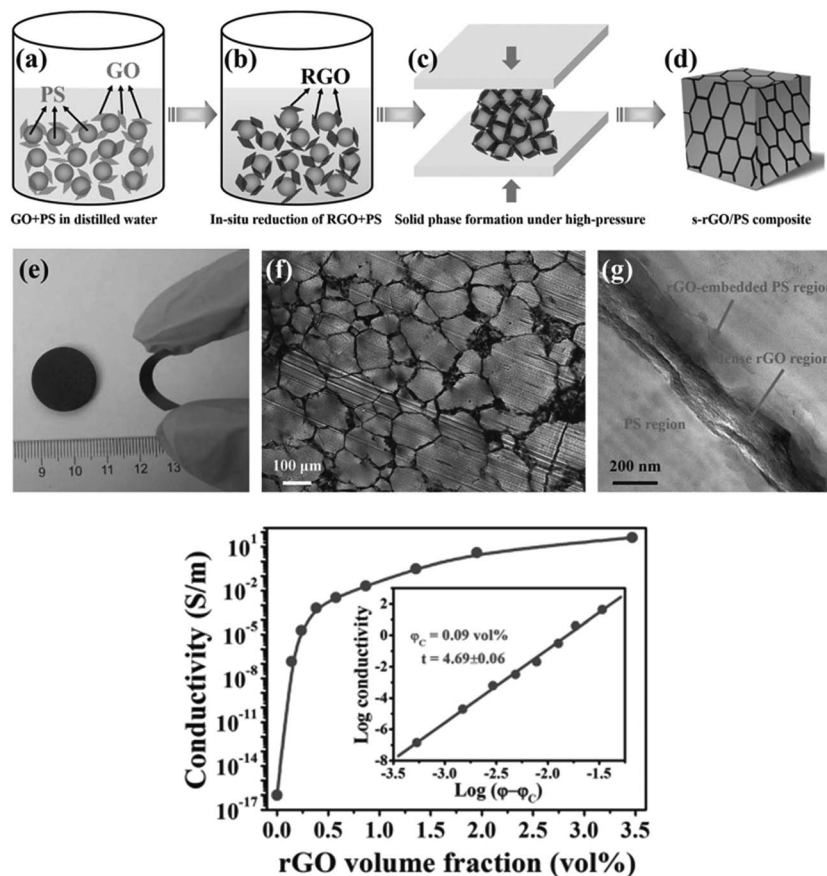 (a)
GO
PS
GO+PS in distilled water
(b)
RGO
In-situ reduction of RGO+PS
(c)
Solid phase formation under high-pressure
(d)
s-rGO/PS composite
(e)
9 10 11 12 13
(f)
100 μm
(g)
rGO-embedded PS region
dense rGO region
PS region
200 nm
Conductivity (S/m)
10¹
10⁻²
10⁻⁵
10⁻⁸
10⁻¹¹
10⁻¹⁴
10⁻¹⁷
0.0 0.5 1.0 1.5 2.0 2.5 3.0 3.5
rGO volume fraction (vol%)
Log conductivity
2
0
-2
-4
-6
-8
φC = 0.09 vol%
t = 4.69±0.06
-3.5 -3.0 -2.5 -2.0 -1.5
Log (φ−φC)